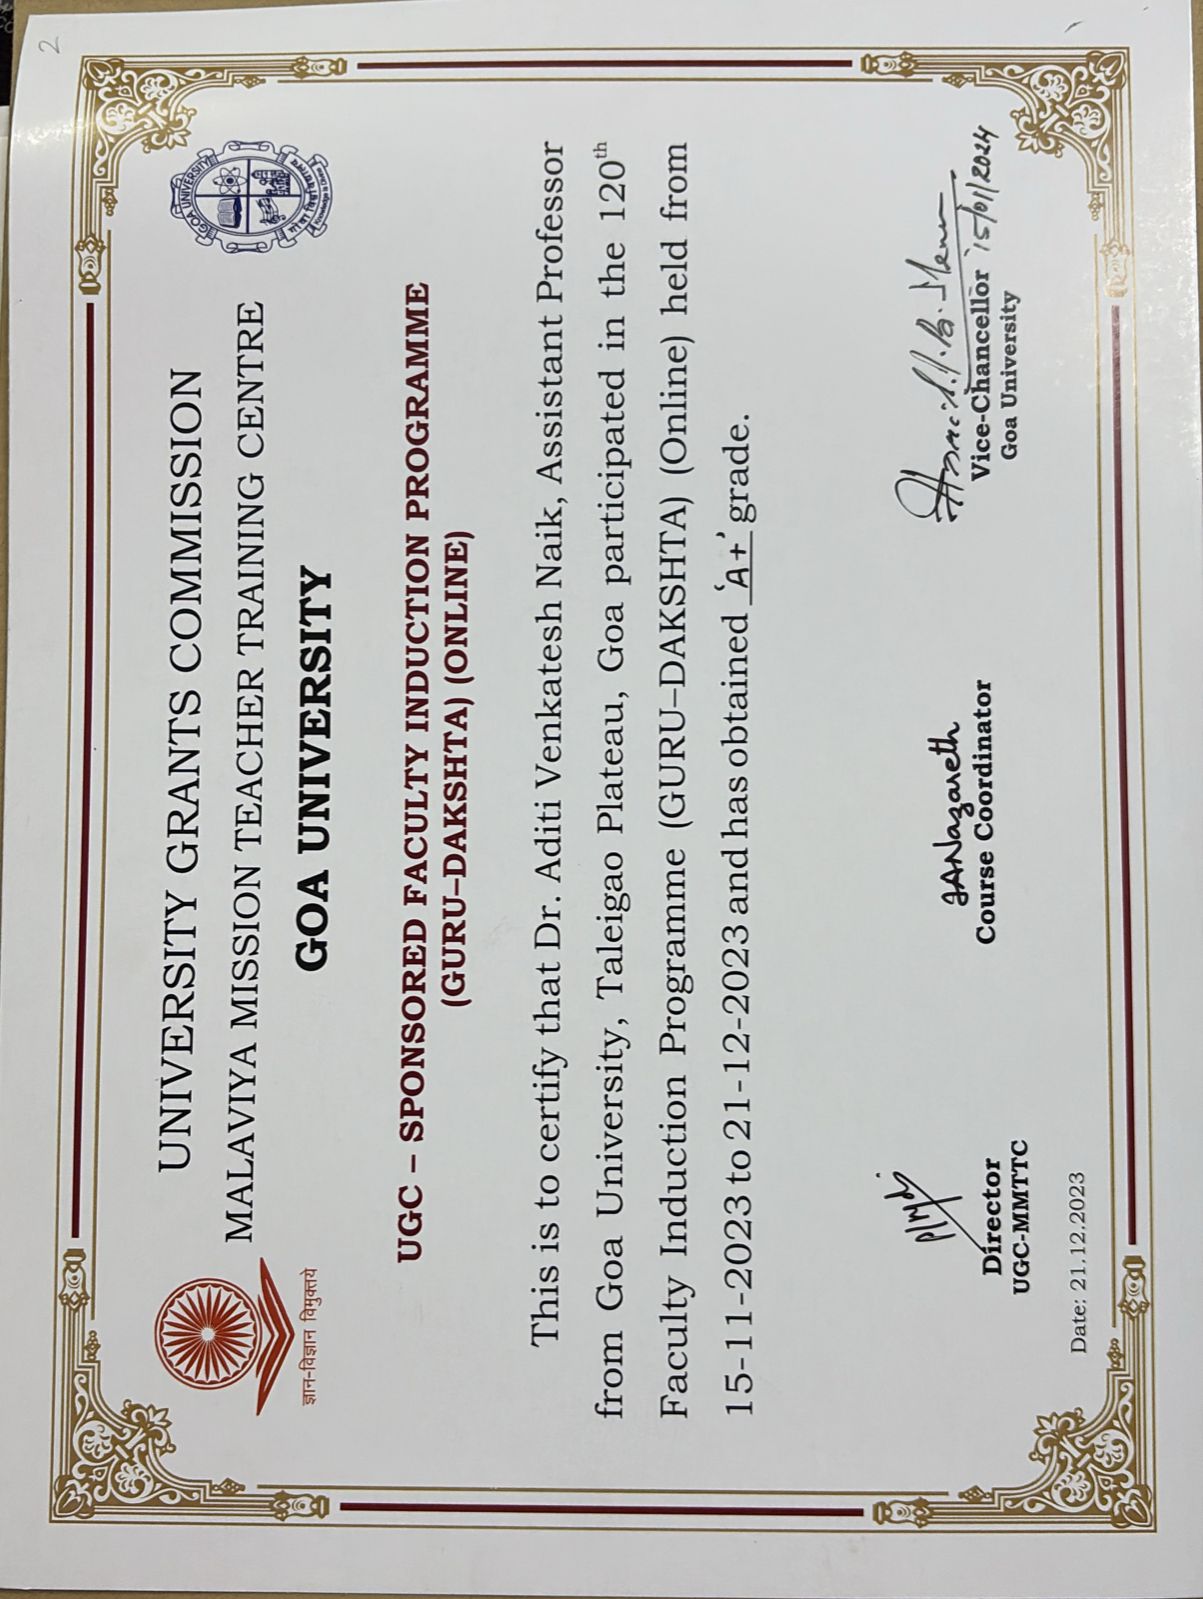 2
UNIVERSITY GRANTS COMMISSION
MALAVIYA MISSION TEACHER TRAINING CENTRE
GOA UNIVERSITY
ज्ञान-विज्ञान विमुक्तये
GOA UNIVERSITY
UGC – SPONSORED FACULTY INDUCTION PROGRAMME
(GURU–DAKSHTA) (ONLINE)
This is to certify that Dr. Aditi Venkatesh Naik, Assistant Professor
from Goa University, Taleigao Plateau, Goa participated in the 120th
Faculty Induction Programme (GURU–DAKSHTA) (Online) held from
15-11-2023 to 21-12-2023 and has obtained 'A+' grade.
Director
UGC-MMTTC
JANazareth
Course Coordinator
15/01/2024
Vice-Chancellor
Goa University
Date: 21.12.2023